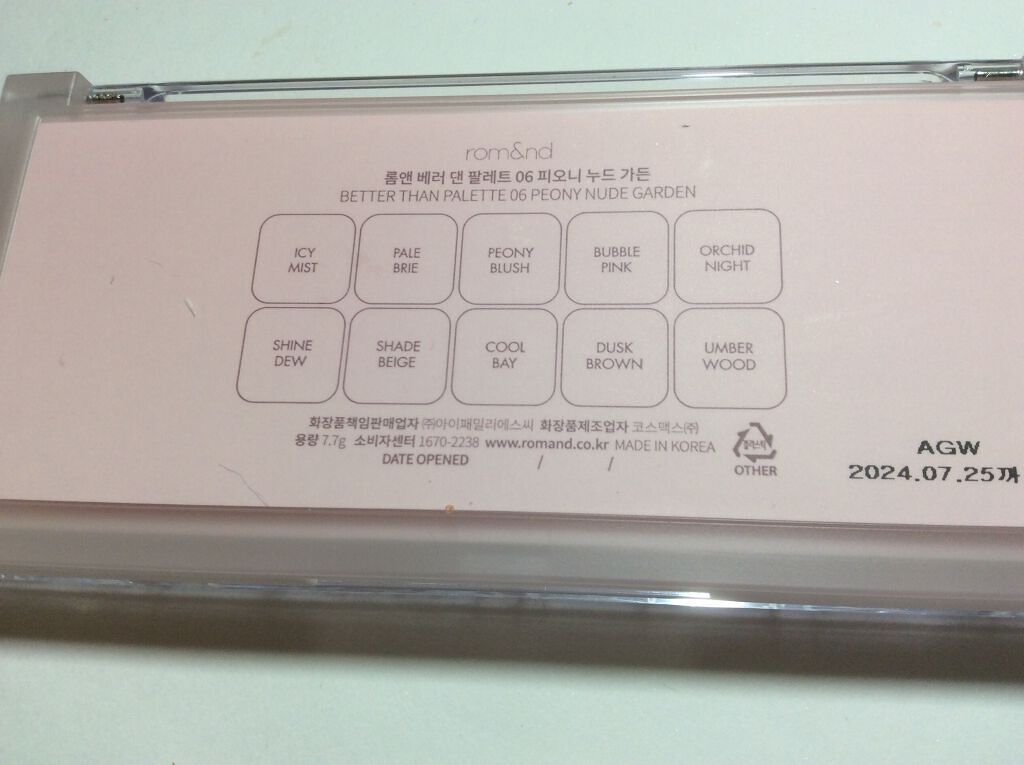 rom&nd
롬앤 베러 댄 팔레트 06 피오니 누드 가든
BETTER THAN PALETTE 06 PEONY NUDE GARDEN
ICY
MIST
PALE
BRIE
PEONY
BLUSH
BUBBLE
PINK
ORCHID
NIGHT
SHINE
DEW
SHADE
BEIGE
COOL
BAY
DUSK
BROWN
UMBER
WOOD
화장품책임판매업자 ㈜아이패밀리에스씨 화장품제조업자 코스맥스㈜
용량 7.7g 소비자센터 1670-2238 www.romand.co.kr MADE IN KOREA
DATE OPENED / /
플라스틱
OTHER
AGW
2024.07.25까